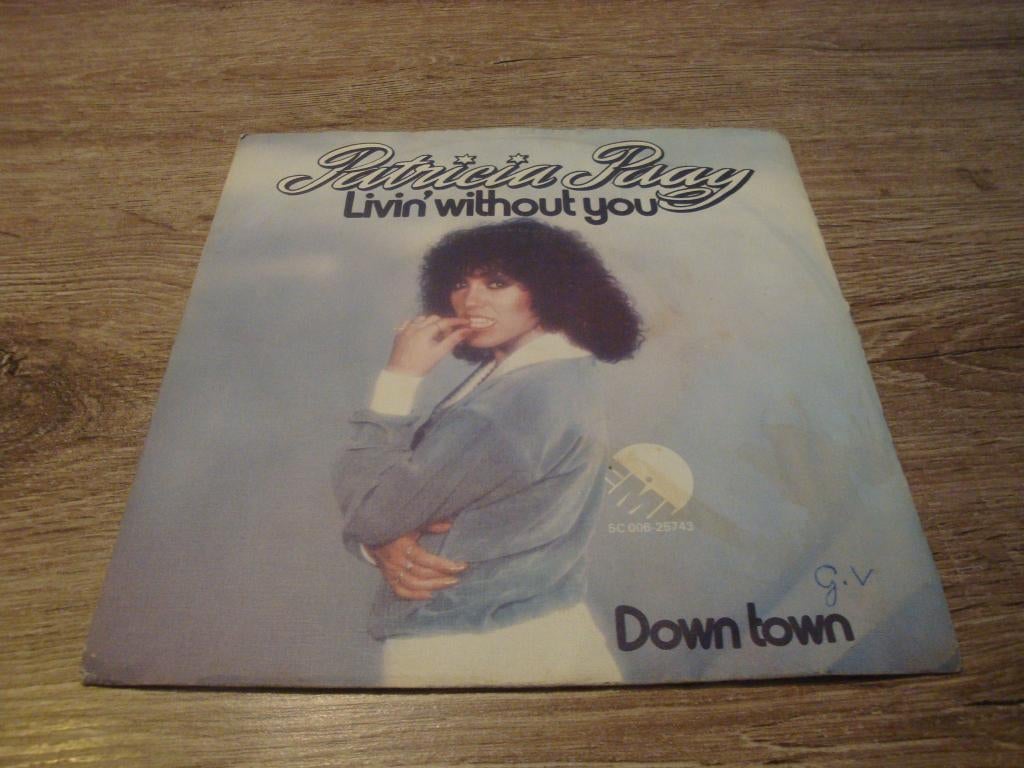 Patricia Paay
Livin' without you
EMI
5C 006-25743
G.V
Down town